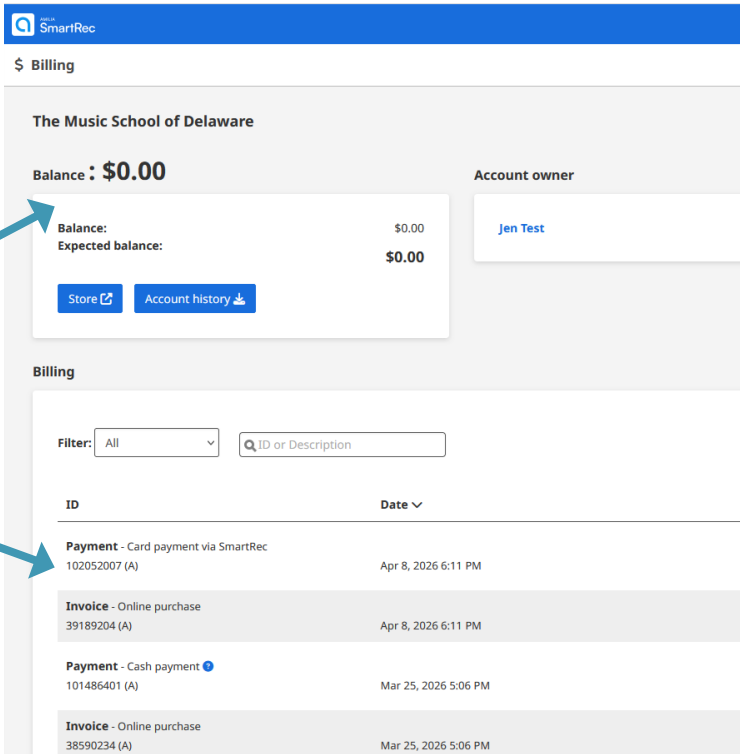 AMILIA
SmartRec
$ Billing
The Music School of Delaware
Balance : $0.00
Account owner
Balance: $0.00
Expected balance: $0.00
Jen Test
Store
Account history
Billing
Filter: All
ID or Description
ID Date
Payment - Card payment via SmartRec
102052007 (A) Apr 8, 2026 6:11 PM
Invoice - Online purchase
39189204 (A) Apr 8, 2026 6:11 PM
Payment - Cash payment ?
101486401 (A) Mar 25, 2026 5:06 PM
Invoice - Online purchase
38590234 (A) Mar 25, 2026 5:06 PM